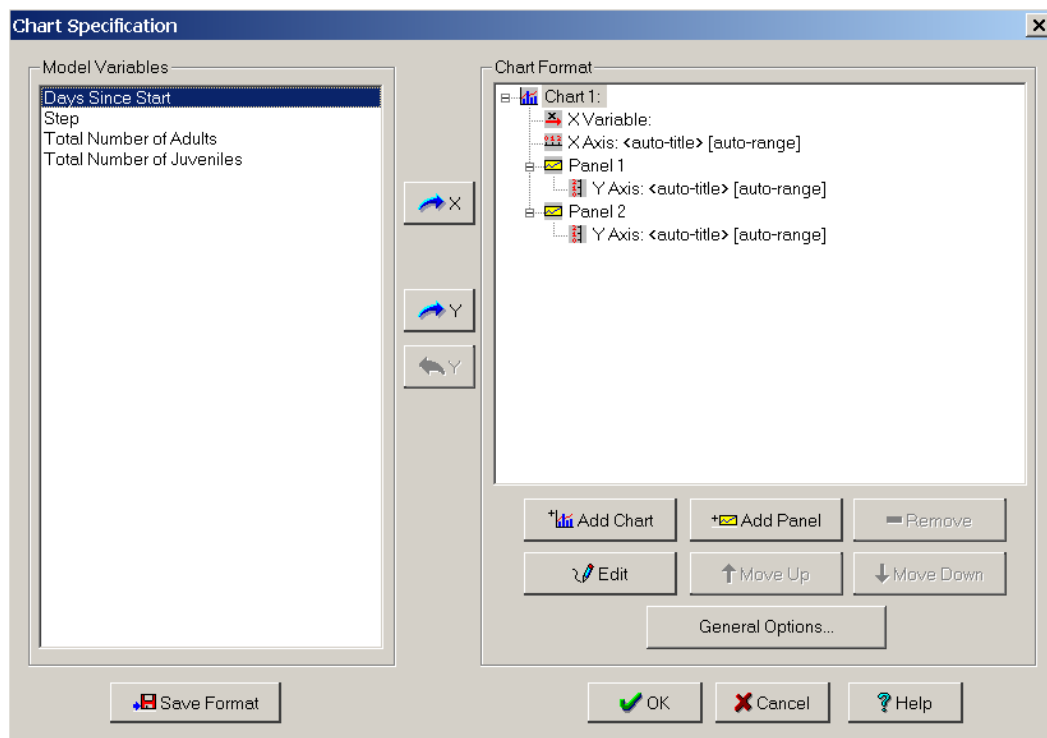 Chart Specification
Model Variables
Days Since Start
Step
Total Number of Adults
Total Number of Juveniles
X
Y
Y
Chart Format
Chart 1:
X Variable:
X Axis: <auto-title> [auto-range]
Panel 1
Y Axis: <auto-title> [auto-range]
Panel 2
Y Axis: <auto-title> [auto-range]
Add Chart
Add Panel
Remove
Edit
Move Up
Move Down
General Options...
Save Format
OK
Cancel
Help